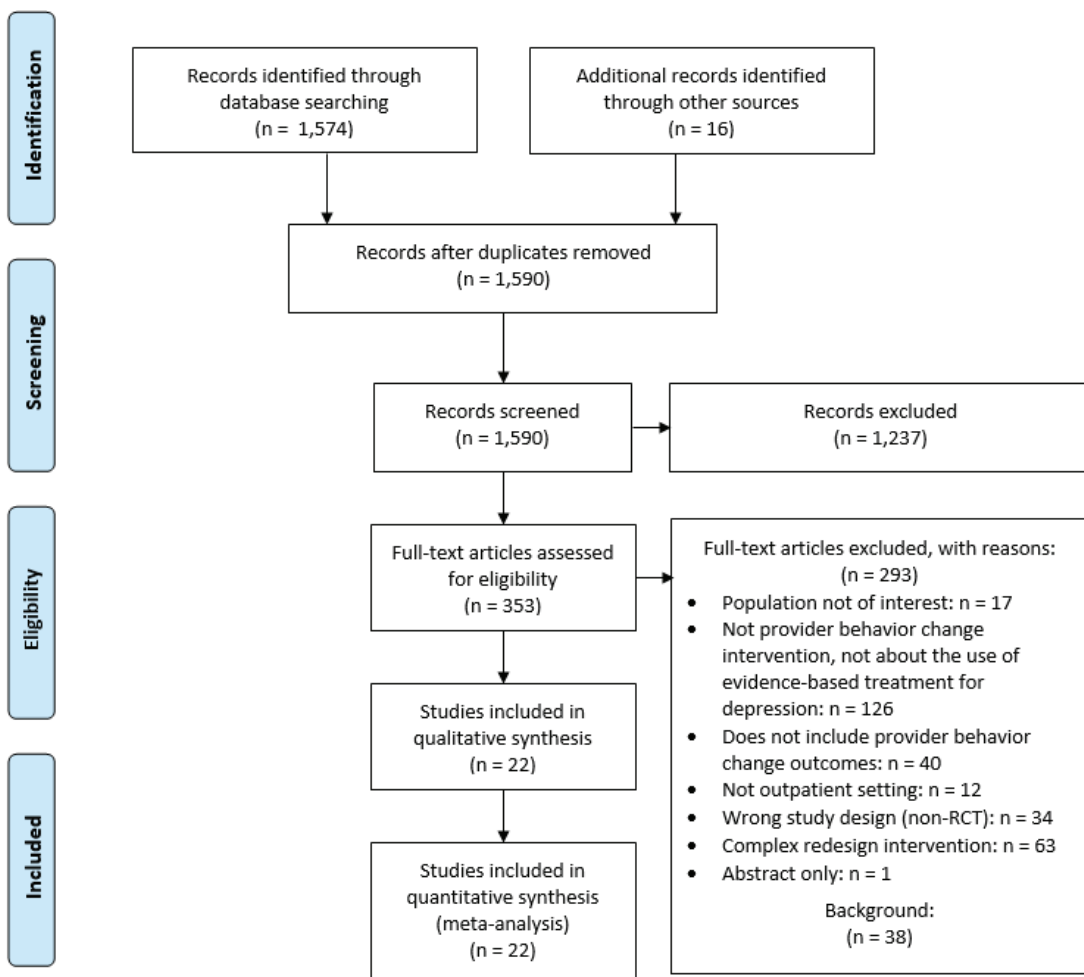 Identification
Records identified through
database searching
(n = 1,574)
Additional records identified
through other sources
(n = 16)
Records after duplicates removed
(n = 1,590)
Screening
Records screened
(n = 1,590)
Records excluded
(n = 1,237)
Eligibility
Full-text articles assessed
for eligibility
(n = 353)
Full-text articles excluded, with reasons:
(n = 293)
• Population not of interest: n = 17
• Not provider behavior change
intervention, not about the use of
evidence-based treatment for
depression: n = 126
• Does not include provider behavior
change outcomes: n = 40
• Not outpatient setting: n = 12
• Wrong study design (non-RCT): n = 34
• Complex redesign intervention: n = 63
• Abstract only: n = 1
Background:
(n = 38)
Studies included in
qualitative synthesis
(n = 22)
Included
Studies included in
quantitative synthesis
(meta-analysis)
(n = 22)